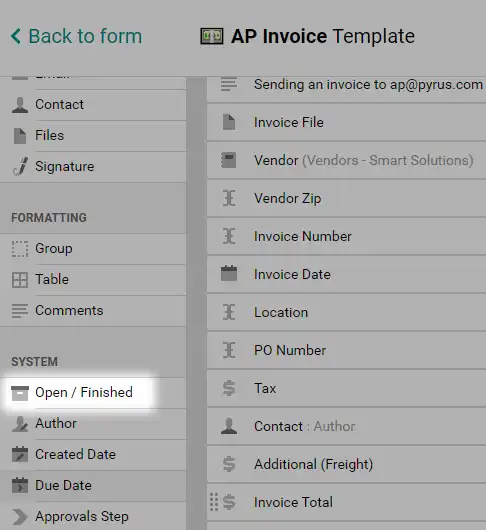 Back to form
AP Invoice Template
Email
Contact
Files
Signature
FORMATTING
Group
Table
Comments
SYSTEM
Open / Finished
Author
Created Date
Due Date
Approvals Step
Sending an invoice to ap@pyrus.com
Invoice File
Vendor (Vendors - Smart Solutions)
Vendor Zip
Invoice Number
Invoice Date
Location
PO Number
Tax
Contact : Author
Additional (Freight)
Invoice Total